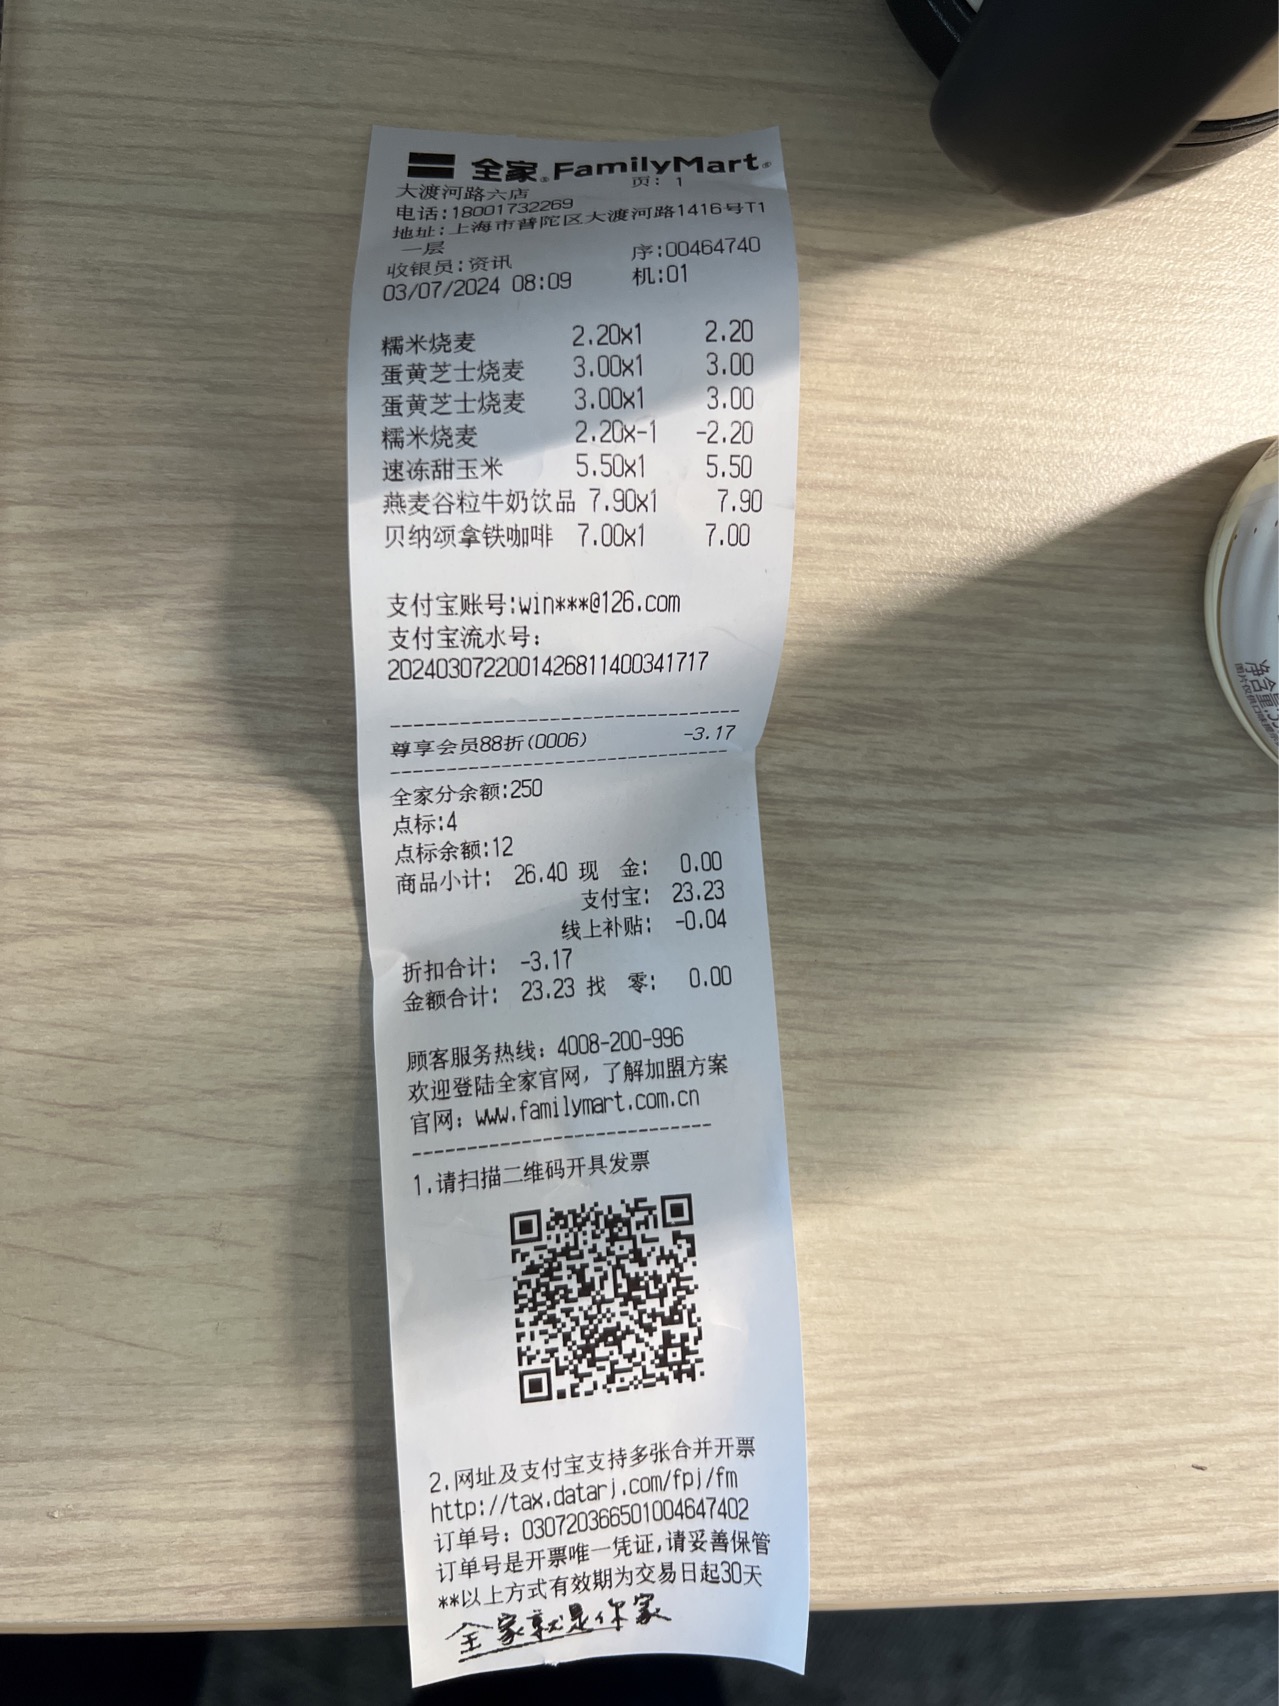 全家 FamilyMart
页: 1
大渡河路六店
电话:18001732269
地址:上海市普陀区大渡河路1416号T1
一层
收银员:资讯 序:00464740
03/07/2024 08:09 机:01
糯米烧麦 2.20x1 2.20
蛋黄芝士烧麦 3.00x1 3.00
蛋黄芝士烧麦 3.00x1 3.00
糯米烧麦 2.20x-1 -2.20
速冻甜玉米 5.50x1 5.50
燕麦谷粒牛奶饮品 7.90x1 7.90
贝纳颂拿铁咖啡 7.00x1 7.00
支付宝账号:win***@126.com
支付宝流水号:
2024030722001426811400341717
尊享会员88折(0006) -3.17
全家分余额:250
点标:4
点标余额:12
商品小计: 26.40 现 金: 0.00
支付宝: 23.23
线上补贴: -0.04
折扣合计: -3.17
金额合计: 23.23 找 零: 0.00
顾客服务热线: 4008-200-996
欢迎登陆全家官网,了解加盟方案
官网: www.familymart.com.cn
1.请扫描二维码开具发票
2.网址及支付宝支持多张合并开票
http://tax.datarj.com/fpj/fm
订单号: 0307203665010046474​02
订单号是开票唯一凭证,请妥善保管
**以上方式有效期为交易日起30天
全家就是你家
净含量: